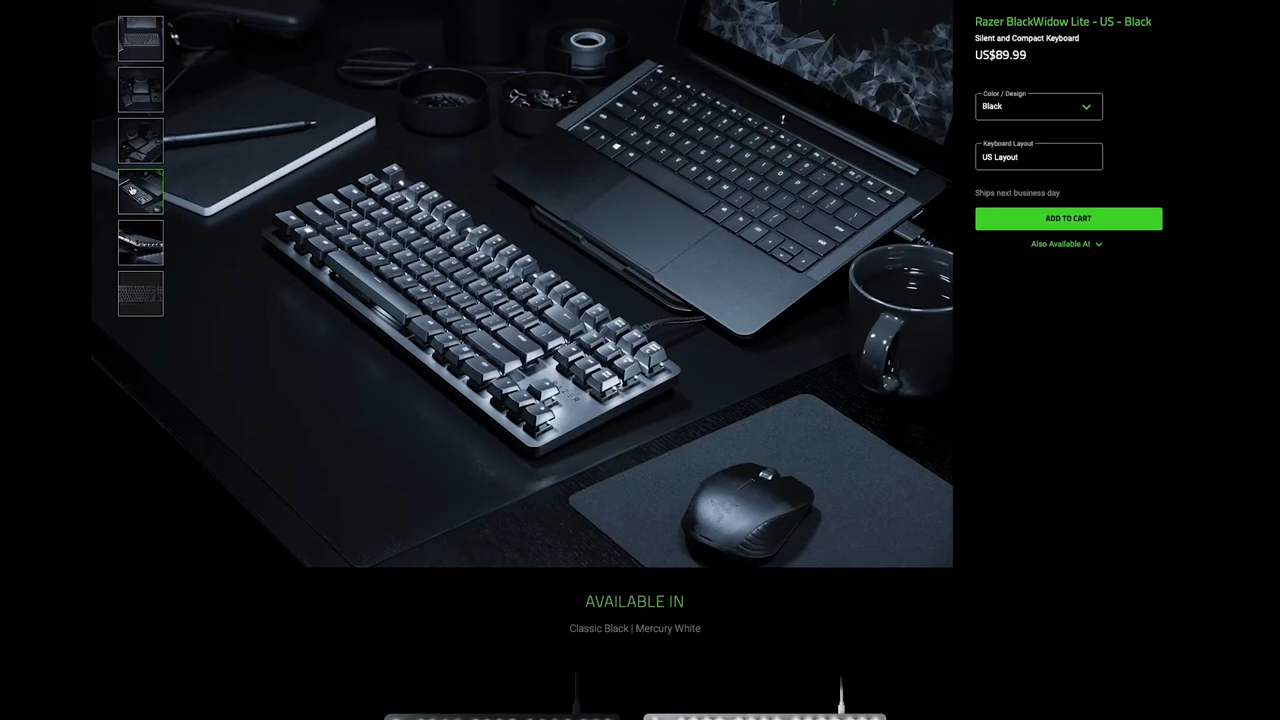 Razer BlackWidow Lite - US - Black
Silent and Compact Keyboard
US$89.99
Color / Design
Black
Keyboard Layout
US Layout
Ships next business day
ADD TO CART
Also Available At
RAZER
AVAILABLE IN
Classic Black | Mercury White